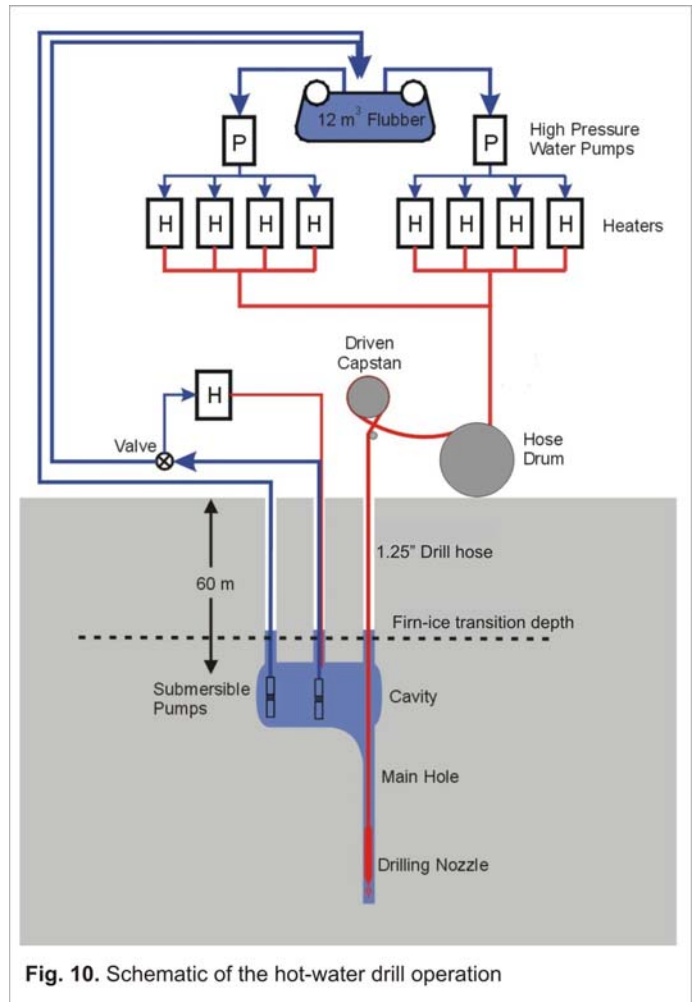 12 m³ Flubber
P
P
High Pressure
Water Pumps
H H H H
H H H H
Heaters
Driven
Capstan
H
Valve
Hose
Drum
1.25” Drill hose
60 m
Firn-ice transition depth
Submersible
Pumps
Cavity
Main Hole
Drilling Nozzle
Fig. 10. Schematic of the hot-water drill operation